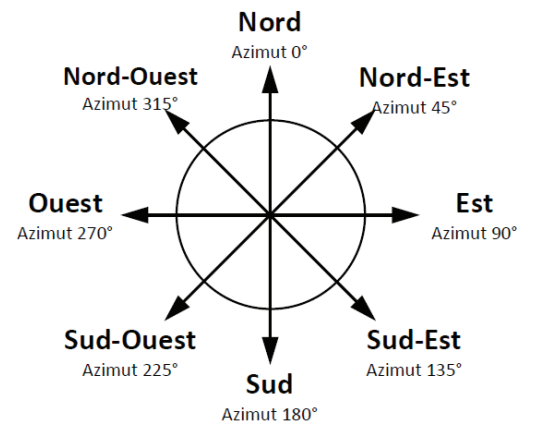 Nord
Azimut 0°
Nord-Ouest
Azimut 315°
Nord-Est
Azimut 45°
Ouest
Azimut 270°
Est
Azimut 90°
Sud-Ouest
Azimut 225°
Sud-Est
Azimut 135°
Sud
Azimut 180°